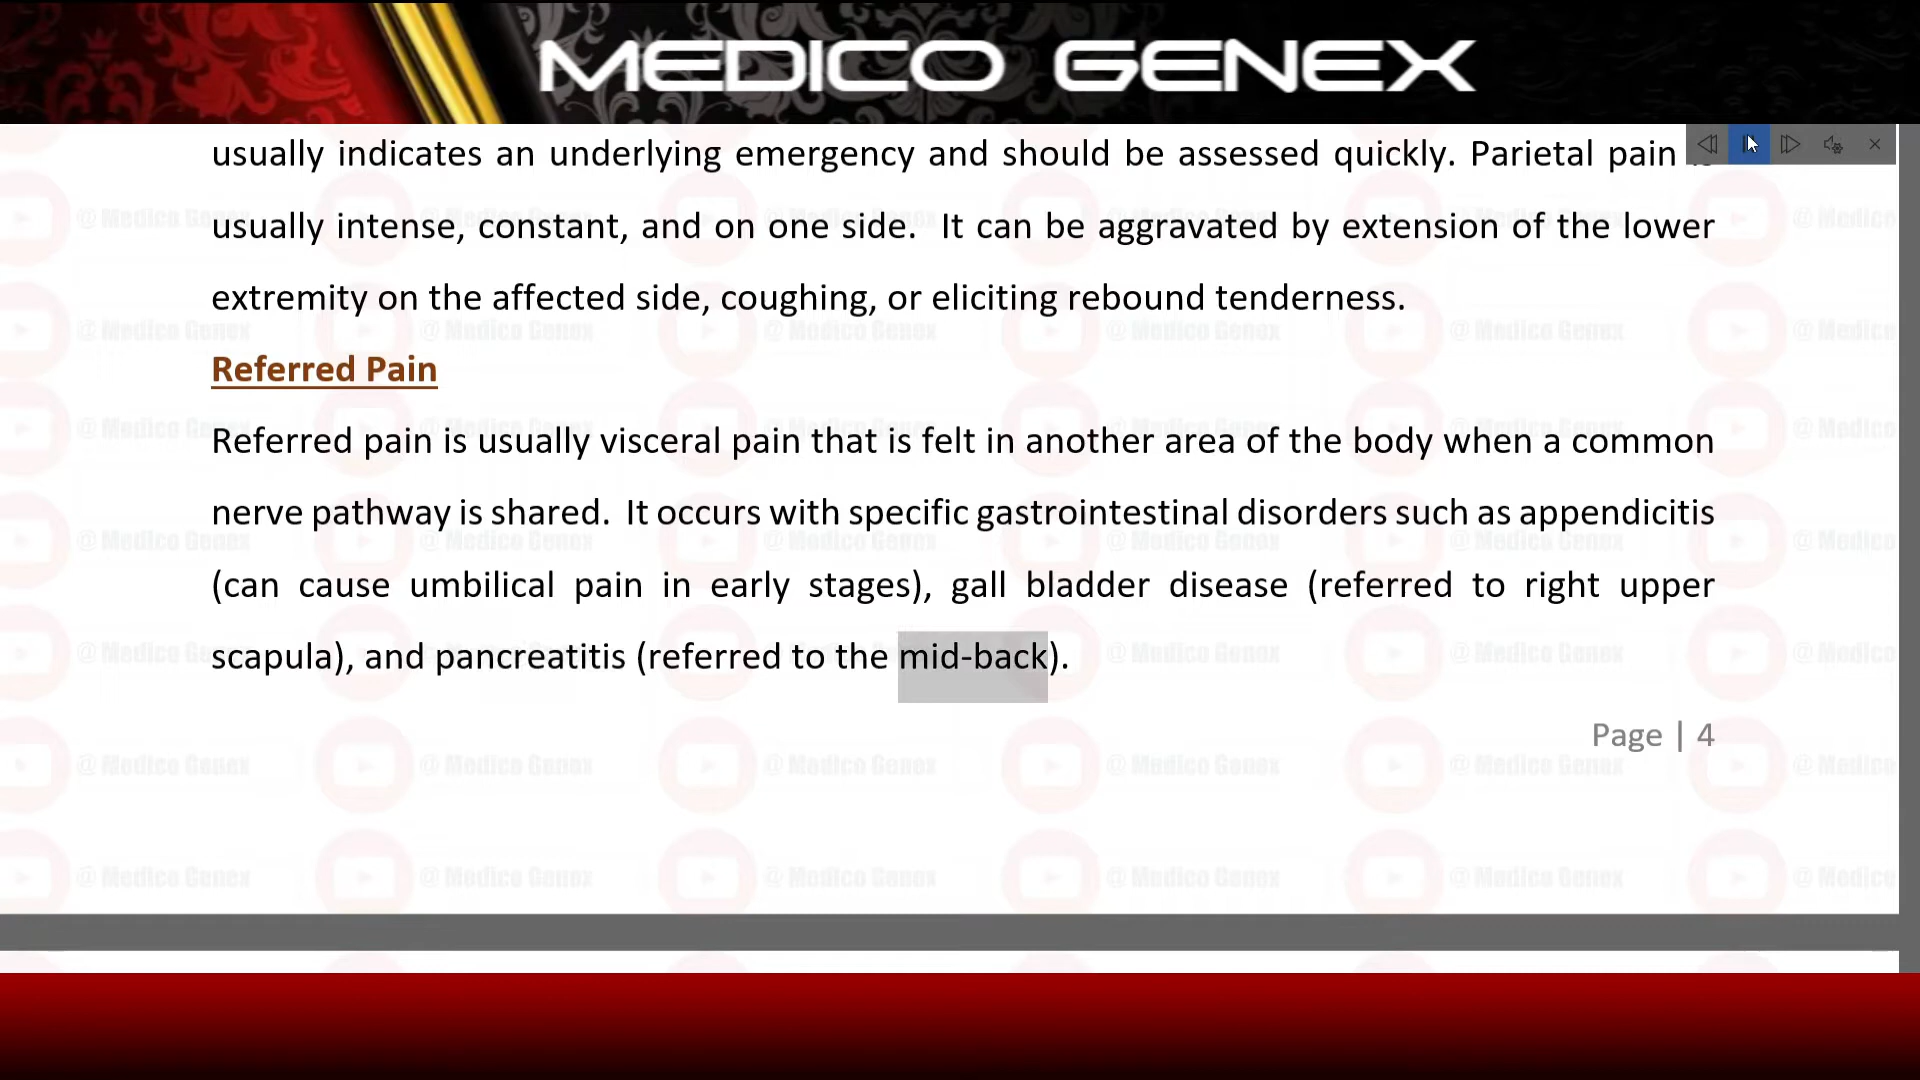 MEDICO GENEX
usually indicates an underlying emergency and should be assessed quickly. Parietal pain
usually intense, constant, and on one side. It can be aggravated by extension of the lower
extremity on the affected side, coughing, or eliciting rebound tenderness.
Referred Pain
Referred pain is usually visceral pain that is felt in another area of the body when a common
nerve pathway is shared. It occurs with specific gastrointestinal disorders such as appendicitis
(can cause umbilical pain in early stages), gall bladder disease (referred to right upper
scapula), and pancreatitis (referred to the mid-back).
Page | 4
@ Medico Genex